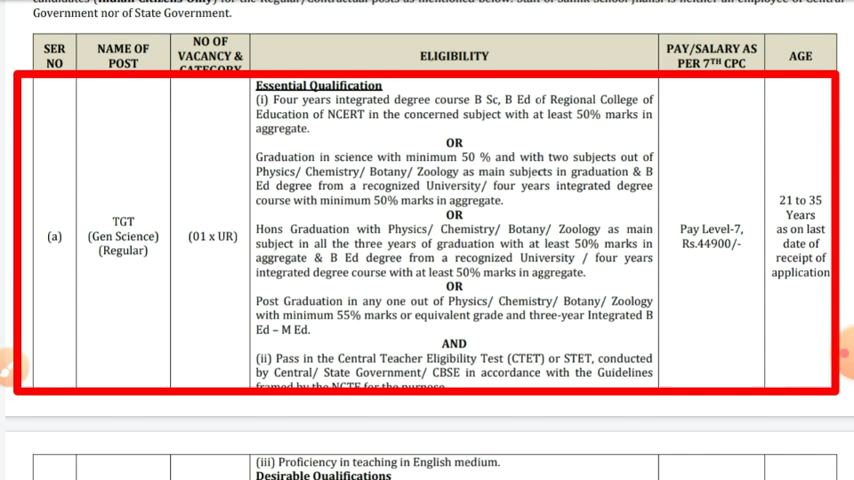 Government nor of State Government.
SER NO
NAME OF POST
NO OF VACANCY & CATEGORY
ELIGIBILITY
PAY/SALARY AS PER 7TH CPC
AGE
(a)
TGT
(Gen Science)
(Regular)
(01 x UR)
Essential Qualification
(i) Four years integrated degree course B Sc, B Ed of Regional College of
Education of NCERT in the concerned subject with at least 50% marks in
aggregate.
OR
Graduation in science with minimum 50 % and with two subjects out of
Physics/ Chemistry/ Botany/ Zoology as main subjects in graduation & B
Ed degree from a recognized University/ four years integrated degree
course with minimum 50% marks in aggregate.
OR
Hons Graduation with Physics/ Chemistry/ Botany/ Zoology as main
subject in all the three years of graduation with at least 50% marks in
aggregate & B Ed degree from a recognized University / four years
integrated degree course with at least 50% marks in aggregate.
OR
Post Graduation in any one out of Physics/ Chemistry/ Botany/ Zoology
with minimum 55% marks or equivalent grade and three-year Integrated B
Ed – M Ed.
AND
(ii) Pass in the Central Teacher Eligibility Test (CTET) or STET, conducted
by Central/ State Government/ CBSE in accordance with the Guidelines
framed by the NCTE for the purpose
Pay Level-7,
Rs.44900/-
21 to 35
Years
as on last
date of
receipt of
application
(iii) Proficiency in teaching in English medium.
Desirable Qualifications